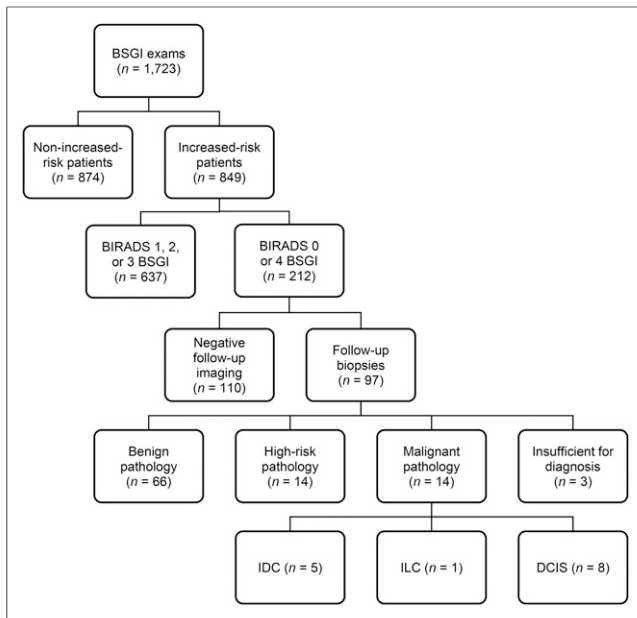 BSGI exams
(n = 1,723)
Non-increased-
risk patients
(n = 874)
Increased-risk
patients
(n = 849)
BIRADS 1, 2,
or 3 BSGI
(n = 637)
BIRADS 0
or 4 BSGI
(n = 212)
Negative
follow-up
imaging
(n = 110)
Follow-up
biopsies
(n = 97)
Benign
pathology
(n = 66)
High-risk
pathology
(n = 14)
Malignant
pathology
(n = 14)
Insufficient for
diagnosis
(n = 3)
IDC (n = 5)
ILC (n = 1)
DCIS (n = 8)